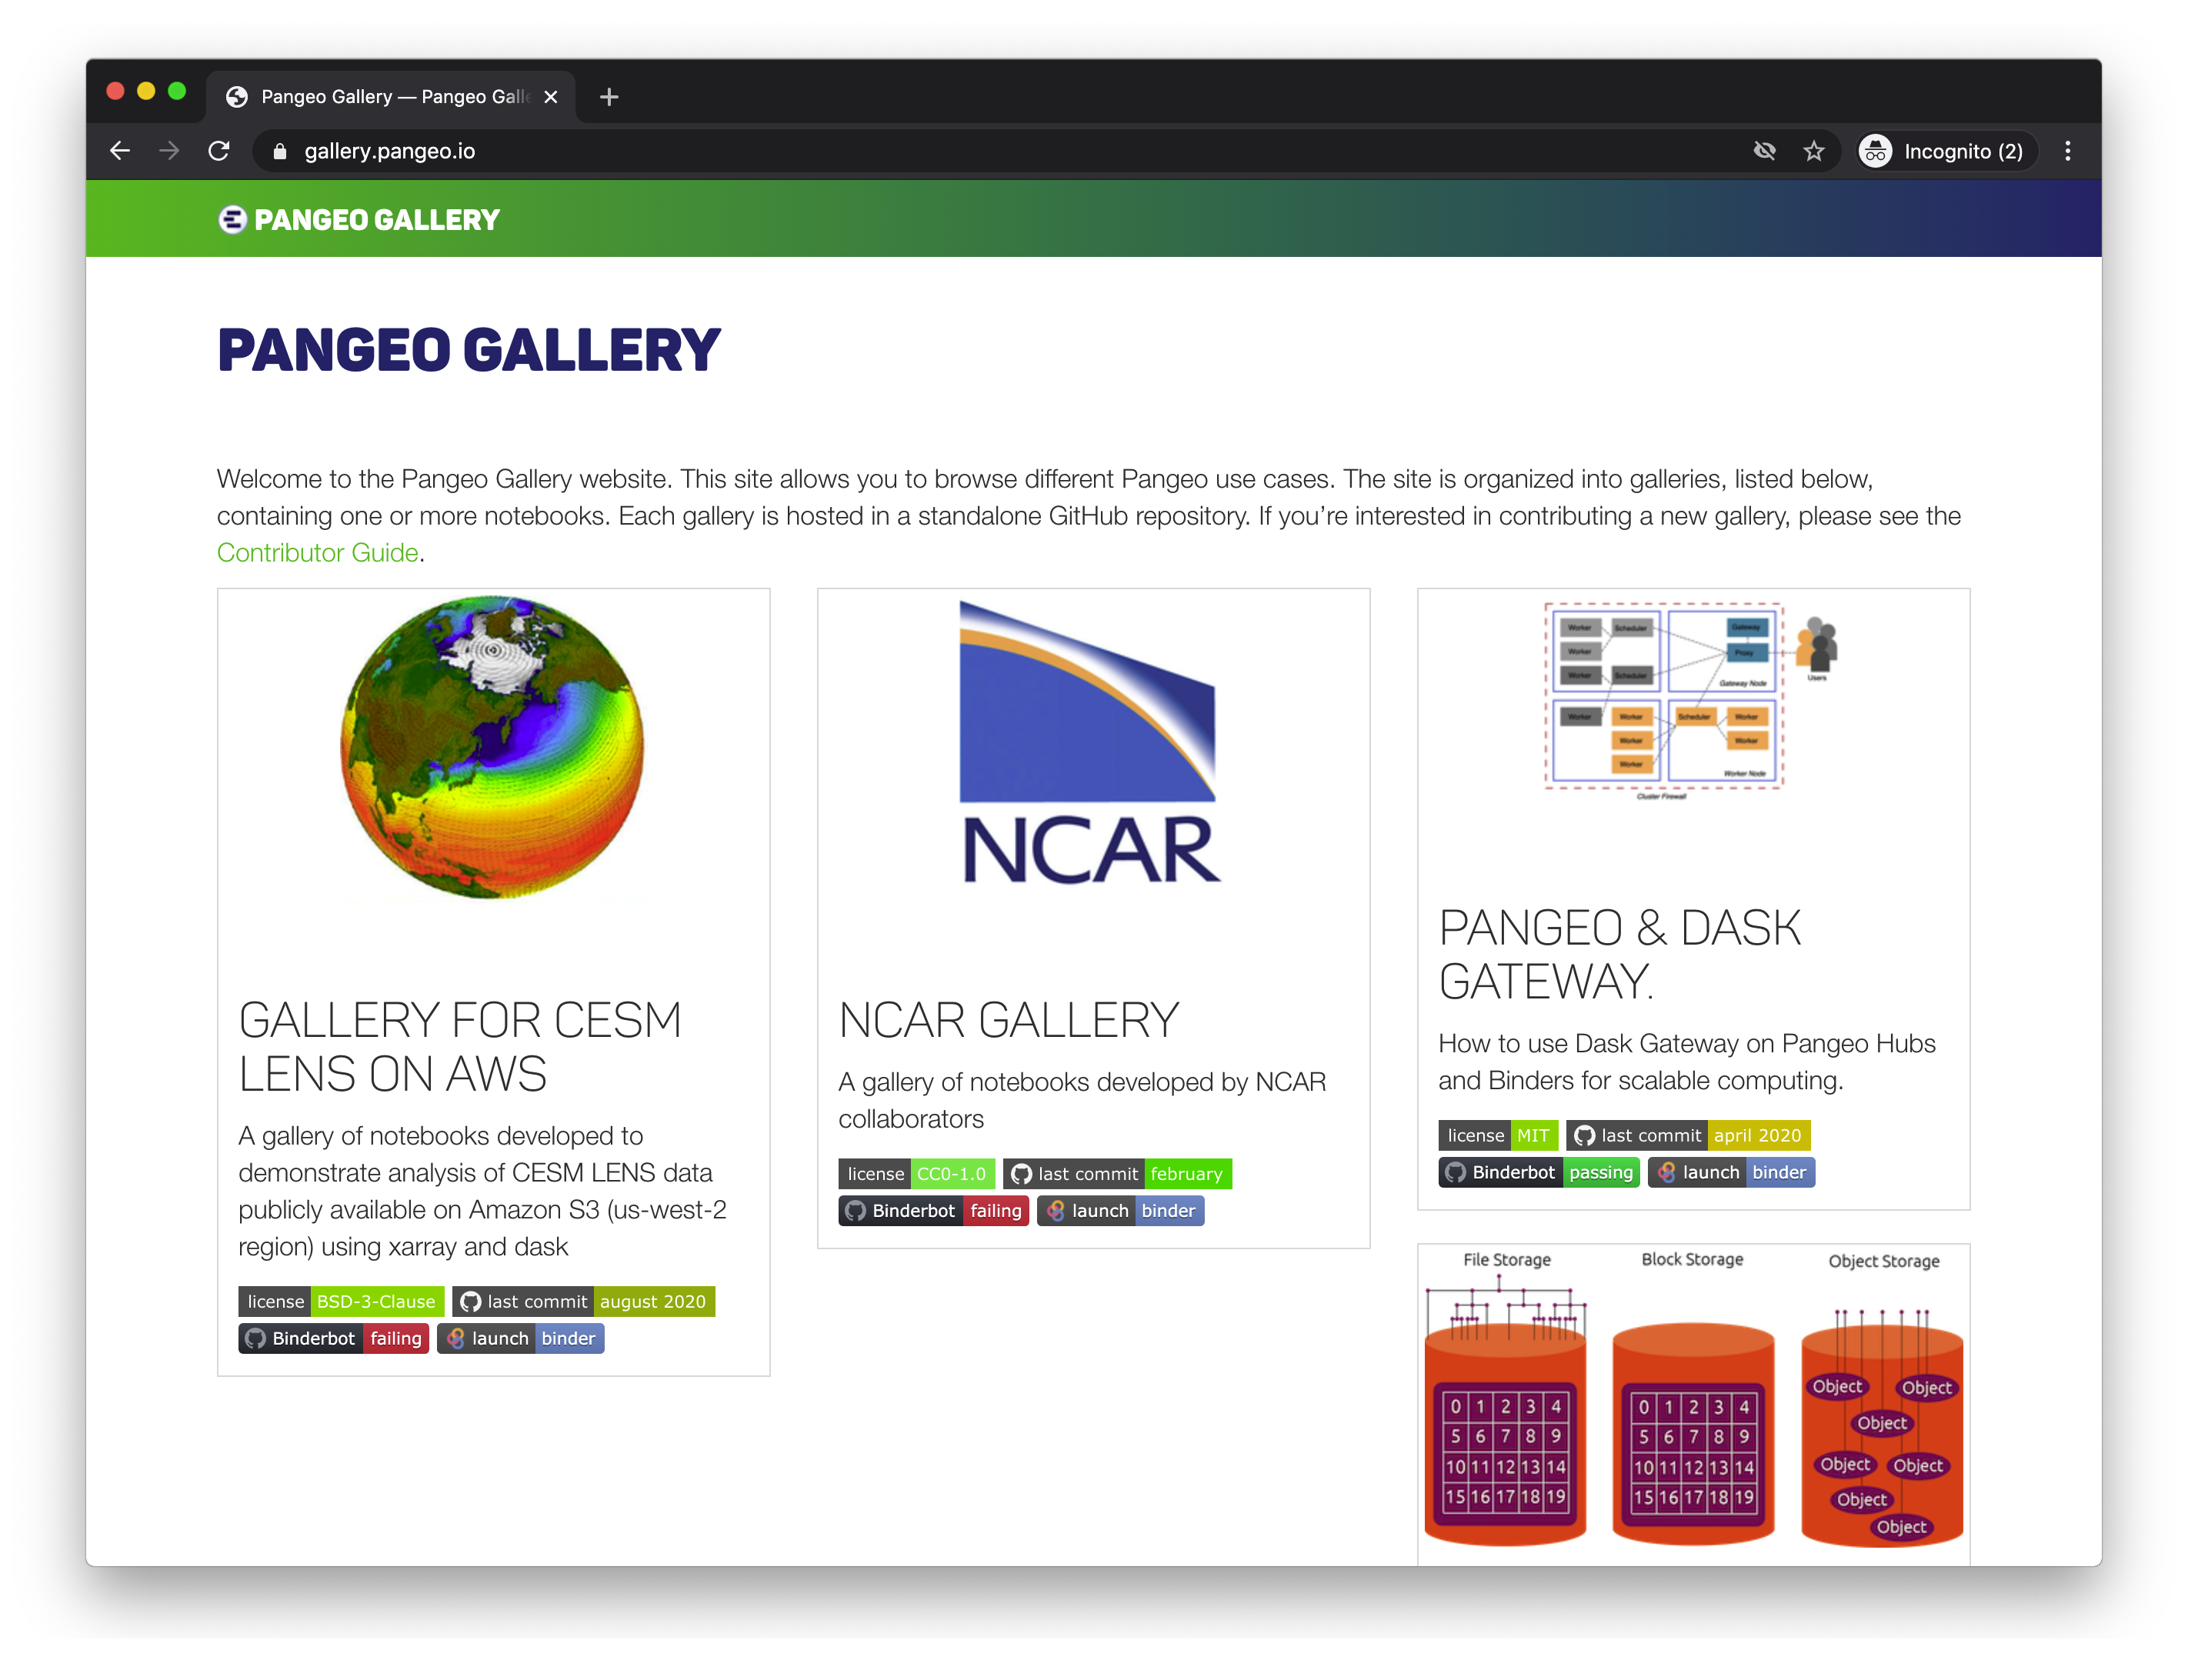 Pangeo Gallery — Pangeo Gall
gallery.pangeo.io
Incognito (2)
PANGEO GALLERY
PANGEO GALLERY
Welcome to the Pangeo Gallery website. This site allows you to browse different Pangeo use cases. The site is organized into galleries, listed below,
containing one or more notebooks. Each gallery is hosted in a standalone GitHub repository. If you’re interested in contributing a new gallery, please see the
Contributor Guide.
GALLERY FOR CESM
LENS ON AWS
A gallery of notebooks developed to
demonstrate analysis of CESM LENS data
publicly available on Amazon S3 (us-west-2
region) using xarray and dask
license BSD-3-Clause last commit august 2020
Binderbot failing launch binder
NCAR
NCAR GALLERY
A gallery of notebooks developed by NCAR
collaborators
license CC0-1.0 last commit february
Binderbot failing launch binder
Worker Scheduler Gateway
Worker Proxy
Worker Scheduler
Gateway Node
Users
Worker Worker Scheduler Worker
Worker Worker
Worker
Worker Node
Cluster Firewall
PANGEO & DASK
GATEWAY.
How to use Dask Gateway on Pangeo Hubs
and Binders for scalable computing.
license MIT last commit april 2020
Binderbot passing launch binder
File Storage Block Storage Object Storage
0 1 2 3 4
5 6 7 8 9
10 11 12 13 14
15 16 17 18 19
0 1 2 3 4
5 6 7 8 9
10 11 12 13 14
15 16 17 18 19
Object Object
Object
Object Object
Object
Object